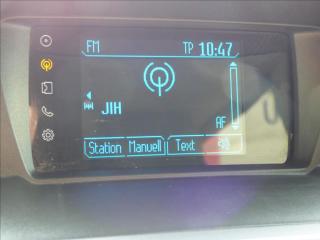 FM TP 10:47
JIH
AF
Station Manuell Text